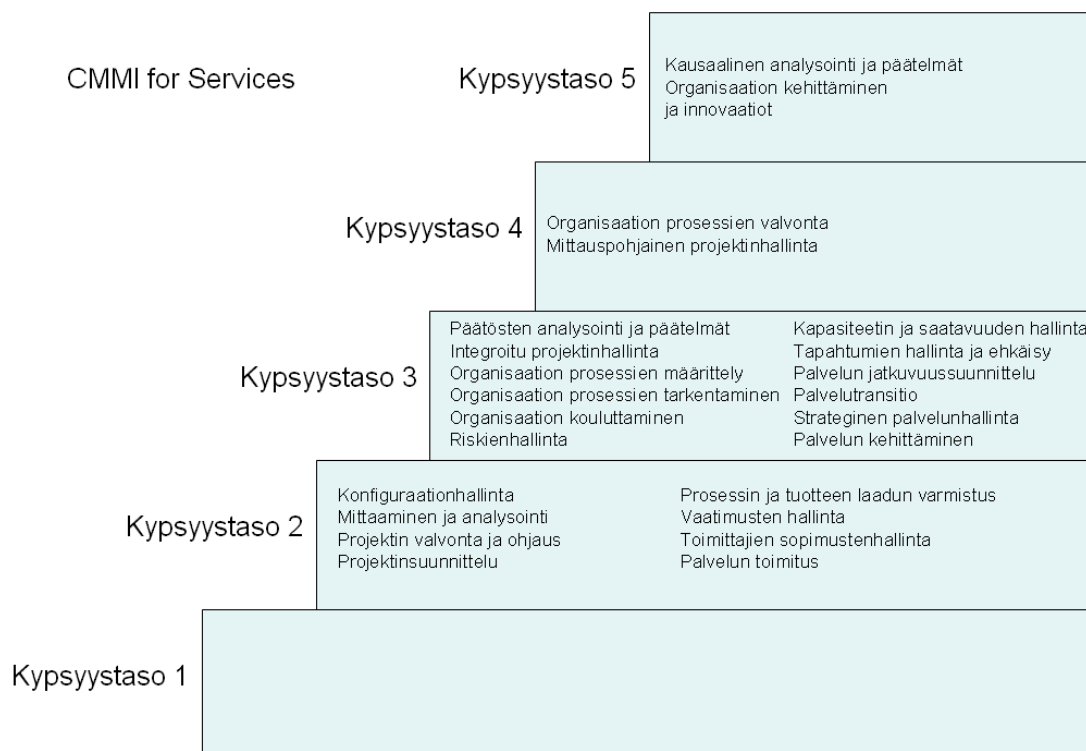 CMMI for Services
Kypsyystaso 5
Kausaalinen analysointi ja päätelmät
Organisaation kehittäminen
ja innovaatiot
Kypsyystaso 4
Organisaation prosessien valvonta
Mittauspohjainen projektinhallinta
Kypsyystaso 3
Päätösten analysointi ja päätelmät
Integroitu projektinhallinta
Organisaation prosessien määrittely
Organisaation prosessien tarkentaminen
Organisaation kouluttaminen
Riskienhallinta
Kapasiteetin ja saatavuuden hallinta
Tapahtumien hallinta ja ehkäisy
Palvelun jatkuvuussuunnittelu
Palvelutransitio
Strateginen palvelunhallinta
Palvelun kehittäminen
Kypsyystaso 2
Konfiguraationhallinta
Mittaaminen ja analysointi
Projektin valvonta ja ohjaus
Projektinsuunnittelu
Prosessin ja tuotteen laadun varmistus
Vaatimusten hallinta
Toimittajien sopimustenhallinta
Palvelun toimitus
Kypsyystaso 1